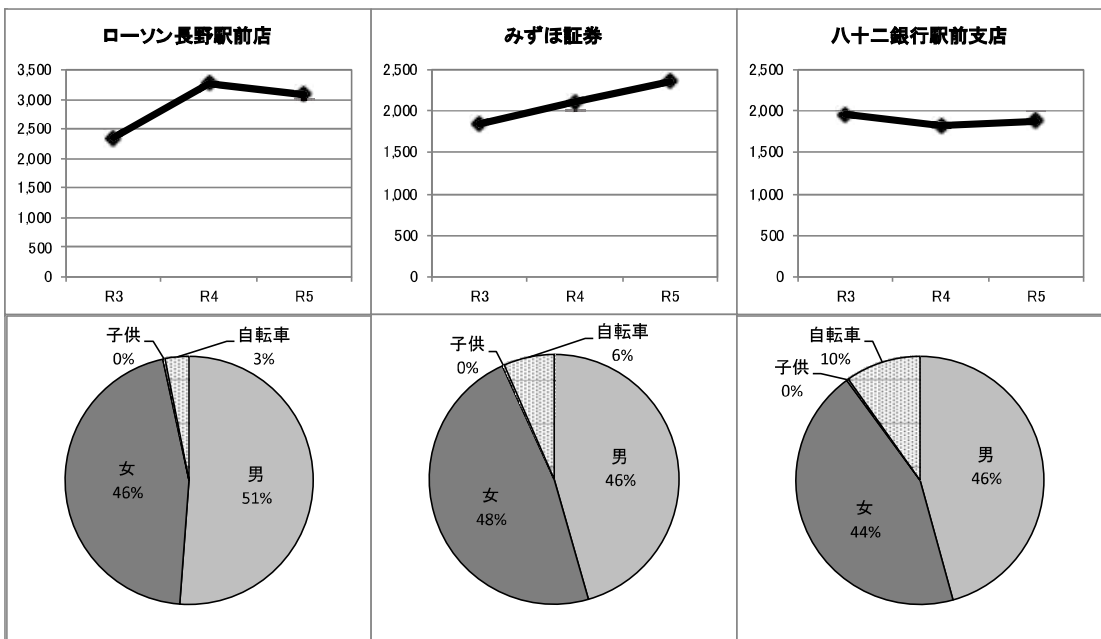 ローソン長野駅前店
3,500
3,000
2,500
2,000
1,500
1,000
500
0
R3 R4 R5
みずほ証券
2,500
2,000
1,500
1,000
500
0
R3 R4 R5
八十二銀行駅前支店
2,500
2,000
1,500
1,000
500
0
R3 R4 R5
子供
0%
自転車
3%
女
46%
男
51%
子供
0%
自転車
6%
女
48%
男
46%
自転車
10%
子供
0%
女
44%
男
46%